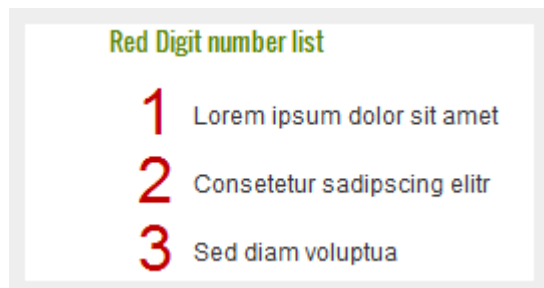 Red Digit number list
1 Lorem ipsum dolor sit amet
2 Consetetur sadipscing elitr
3 Sed diam voluptua